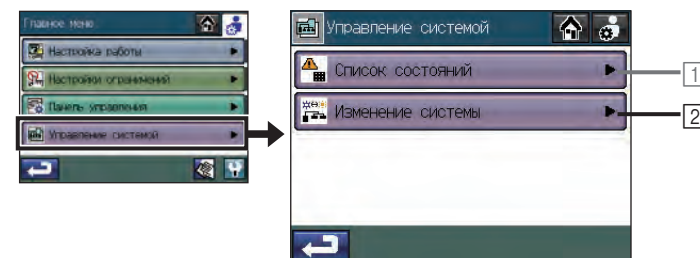 Главное меню
Настройка работы
Настройки ограничений
Панель управления
Управление системой
Управление системой
Список состояний
Изменение системы
1
2